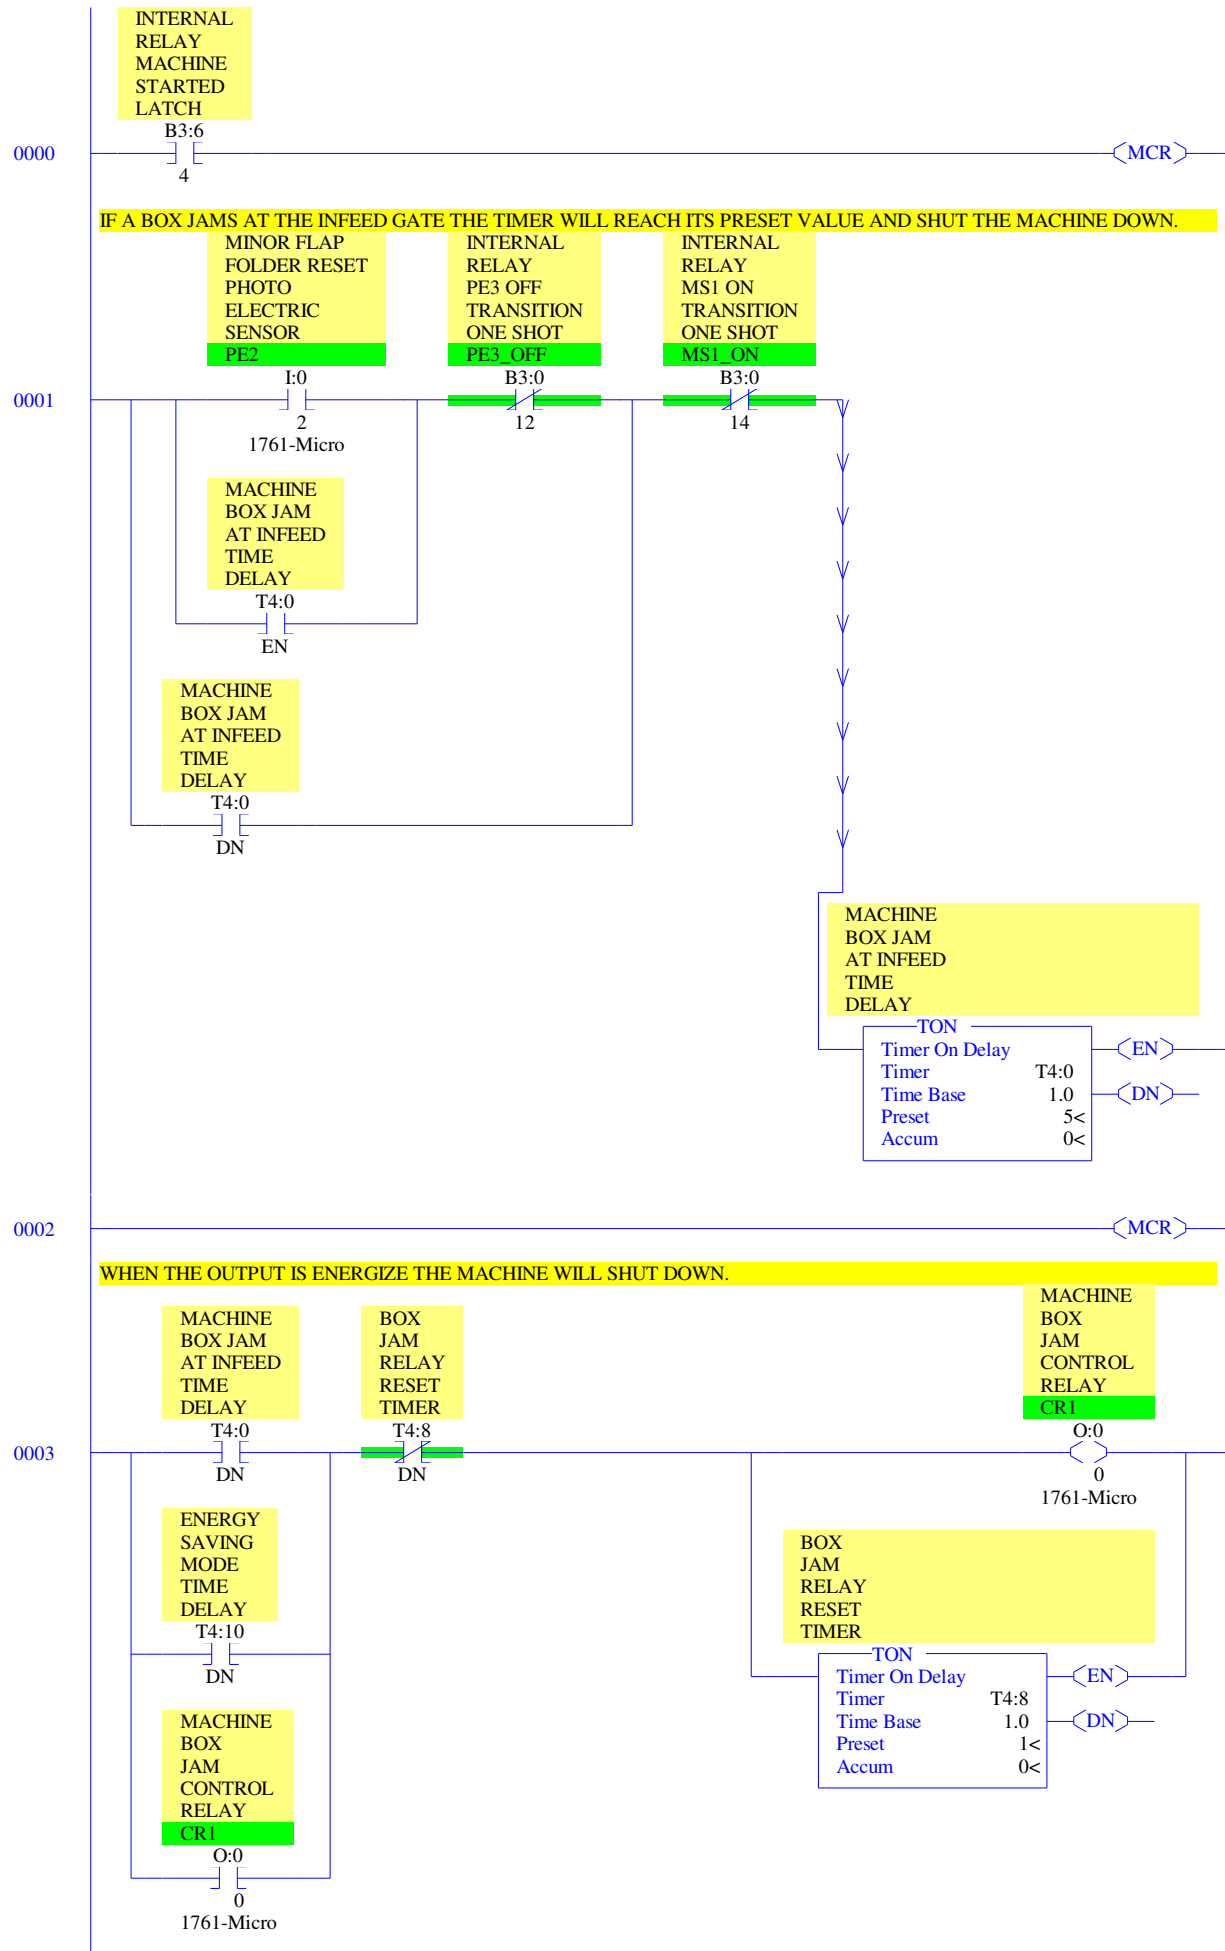 INTERNAL
RELAY
MACHINE
STARTED
LATCH
B3:6
0000
MCR
4
IF A BOX JAMS AT THE INFEED GATE THE TIMER WILL REACH ITS PRESET VALUE AND SHUT THE MACHINE DOWN.
MINOR FLAP
FOLDER RESET
PHOTO
ELECTRIC
SENSOR
PE2
I:0
2
1761-Micro
INTERNAL
RELAY
PE3 OFF
TRANSITION
ONE SHOT
PE3_OFF
B3:0
12
INTERNAL
RELAY
MS1 ON
TRANSITION
ONE SHOT
MS1_ON
B3:0
14
0001
MACHINE
BOX JAM
AT INFEED
TIME
DELAY
T4:0
EN
MACHINE
BOX JAM
AT INFEED
TIME
DELAY
T4:0
DN
MACHINE
BOX JAM
AT INFEED
TIME
DELAY
TON
Timer On Delay
EN
Timer T4:0
Time Base 1.0
DN
Preset 5<
Accum 0<
0002
MCR
WHEN THE OUTPUT IS ENERGIZE THE MACHINE WILL SHUT DOWN.
MACHINE
BOX JAM
AT INFEED
TIME
DELAY
T4:0
DN
BOX
JAM
RELAY
RESET
TIMER
T4:8
DN
MACHINE
BOX
JAM
CONTROL
RELAY
CR1
O:0
0
1761-Micro
0003
ENERGY
SAVING
MODE
TIME
DELAY
T4:10
DN
BOX
JAM
RELAY
RESET
TIMER
TON
Timer On Delay
EN
Timer T4:8
Time Base 1.0
DN
Preset 1<
Accum 0<
MACHINE
BOX
JAM
CONTROL
RELAY
CR1
O:0
0
1761-Micro